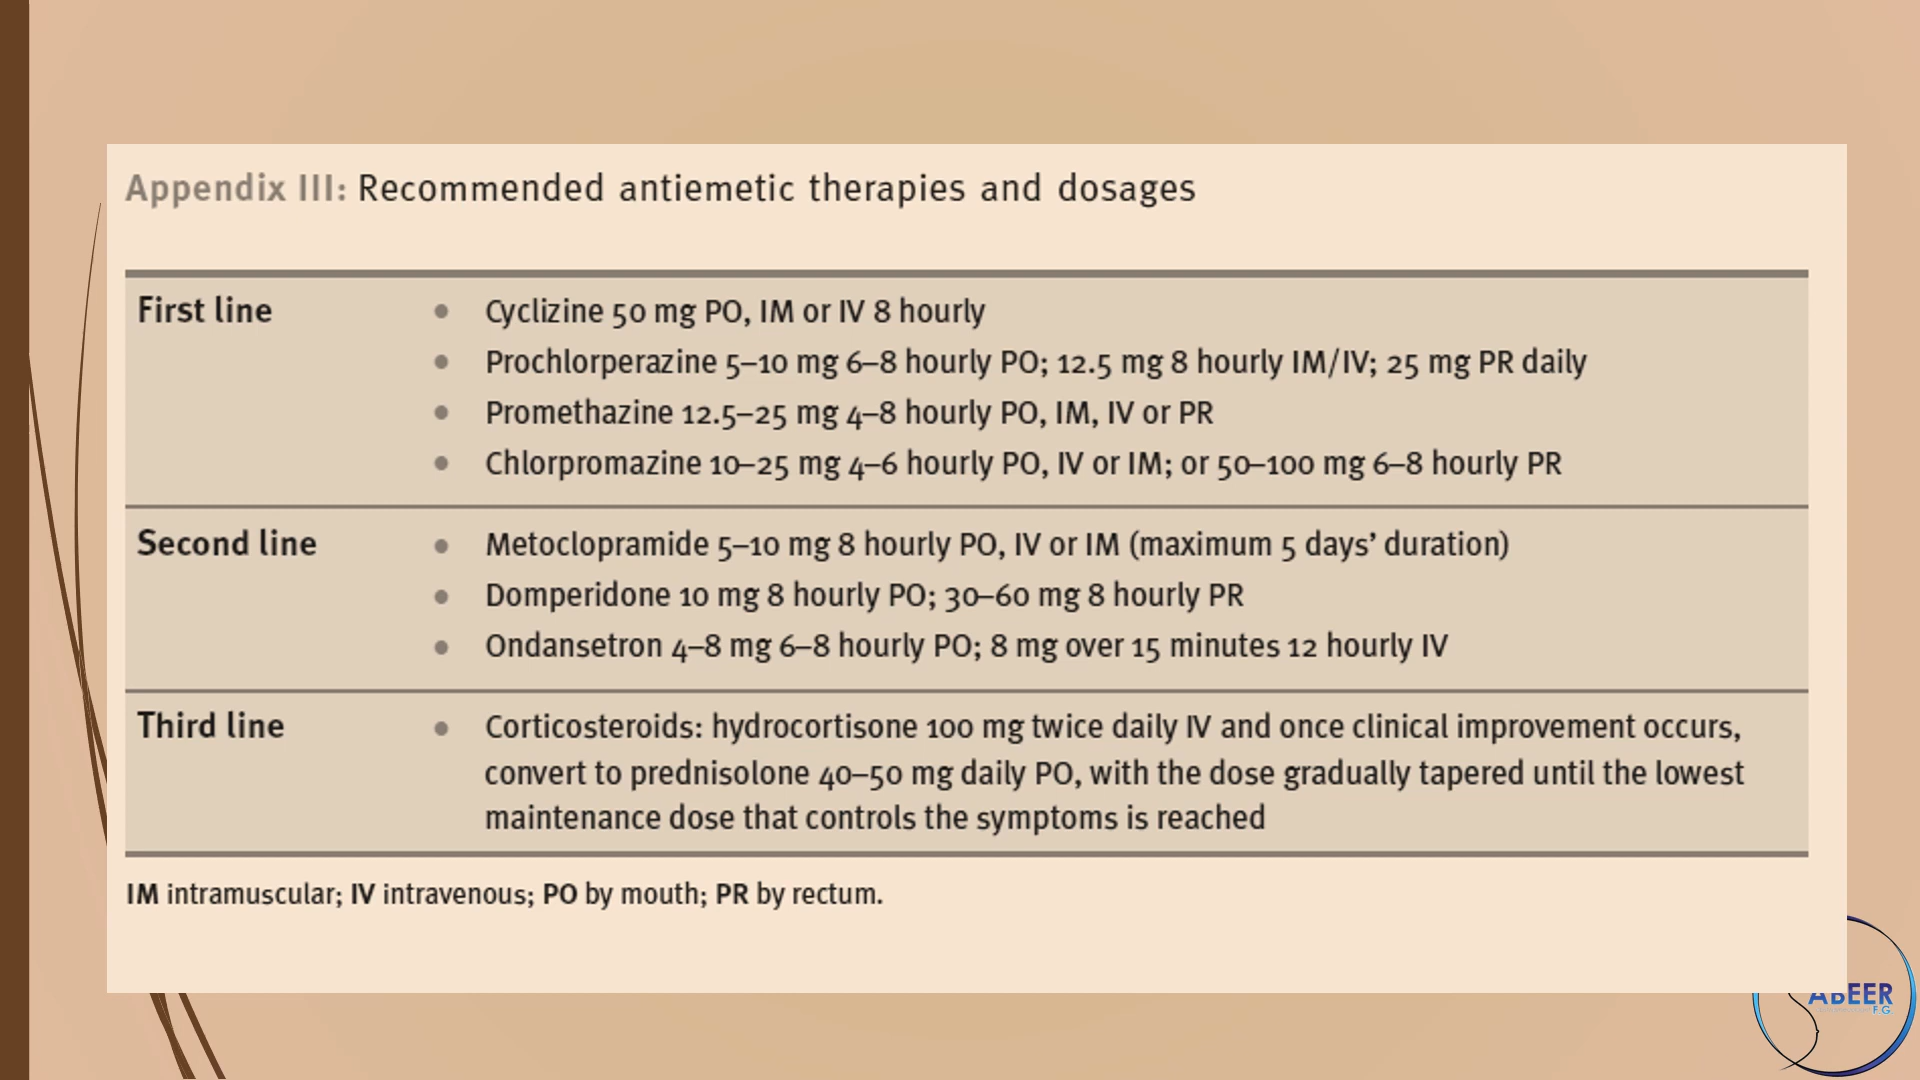 Appendix III: Recommended antiemetic therapies and dosages
First line
• Cyclizine 50 mg PO, IM or IV 8 hourly
• Prochlorperazine 5–10 mg 6–8 hourly PO; 12.5 mg 8 hourly IM/IV; 25 mg PR daily
• Promethazine 12.5–25 mg 4–8 hourly PO, IM, IV or PR
• Chlorpromazine 10–25 mg 4–6 hourly PO, IV or IM; or 50–100 mg 6–8 hourly PR
Second line
• Metoclopramide 5–10 mg 8 hourly PO, IV or IM (maximum 5 days’ duration)
• Domperidone 10 mg 8 hourly PO; 30–60 mg 8 hourly PR
• Ondansetron 4–8 mg 6–8 hourly PO; 8 mg over 15 minutes 12 hourly IV
Third line
• Corticosteroids: hydrocortisone 100 mg twice daily IV and once clinical improvement occurs,
convert to prednisolone 40–50 mg daily PO, with the dose gradually tapered until the lowest
maintenance dose that controls the symptoms is reached
IM intramuscular; IV intravenous; PO by mouth; PR by rectum.
ABEER
F.G